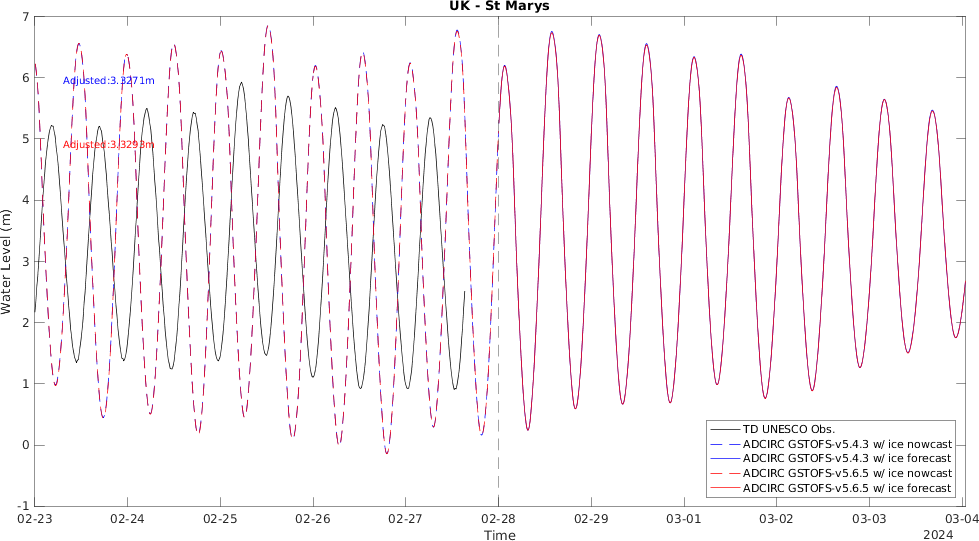 UK - St Marys
7
6
5
4
3
2
1
0
-1
Water Level (m)
Adjusted:3.3271m
Adjusted:3.3293m
TD UNESCO Obs.
ADCIRC GSTOFS-v5.4.3 w/ ice nowcast
ADCIRC GSTOFS-v5.4.3 w/ ice forecast
ADCIRC GSTOFS-v5.6.5 w/ ice nowcast
ADCIRC GSTOFS-v5.6.5 w/ ice forecast
02-23 02-24 02-25 02-26 02-27 02-28 02-29 03-01 03-02 03-03 03-04
Time
2024